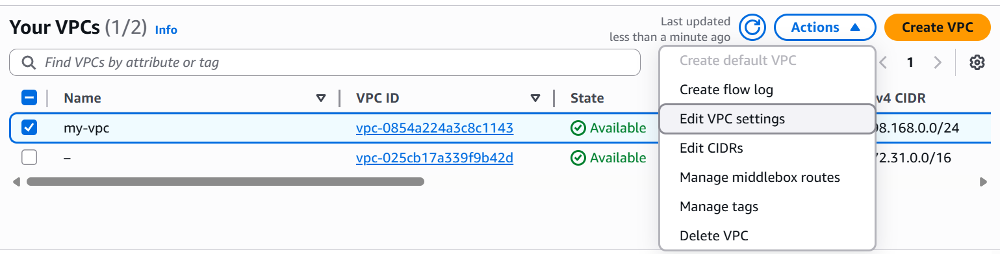 Your VPCs (1/2) Info
Last updated
less than a minute ago
Actions
Create VPC
Find VPCs by attribute or tag
1
Name
VPC ID
State
v4 CIDR
my-vpc
vpc-0854a224a3c8c1143
Available
98.168.0.0/24
–
vpc-025cb17a339f9b42d
Available
72.31.0.0/16
Create default VPC
Create flow log
Edit VPC settings
Edit CIDRs
Manage middlebox routes
Manage tags
Delete VPC